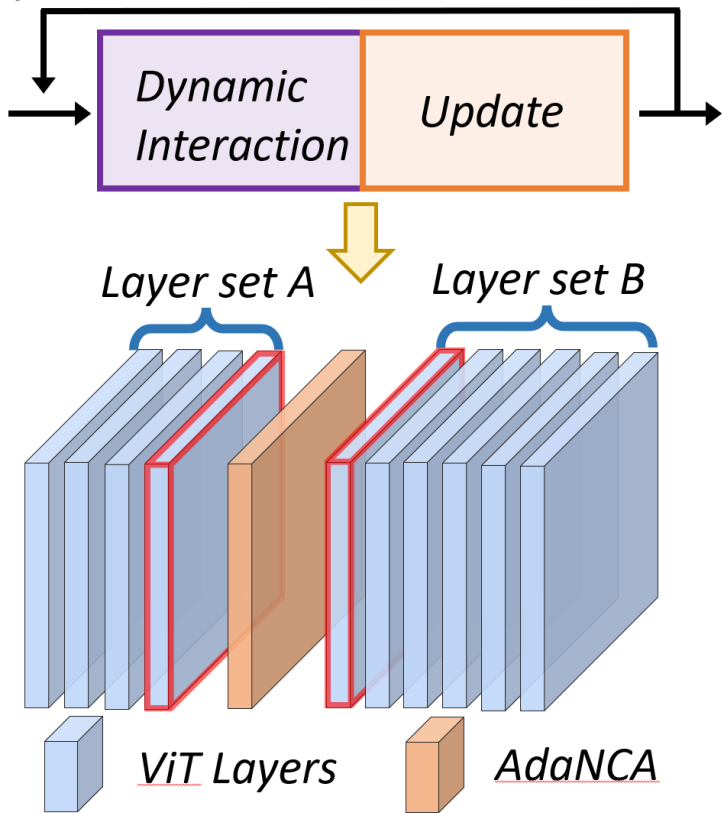 Dynamic
Interaction
Update
Layer set A
Layer set B
ViT Layers
AdaNCA